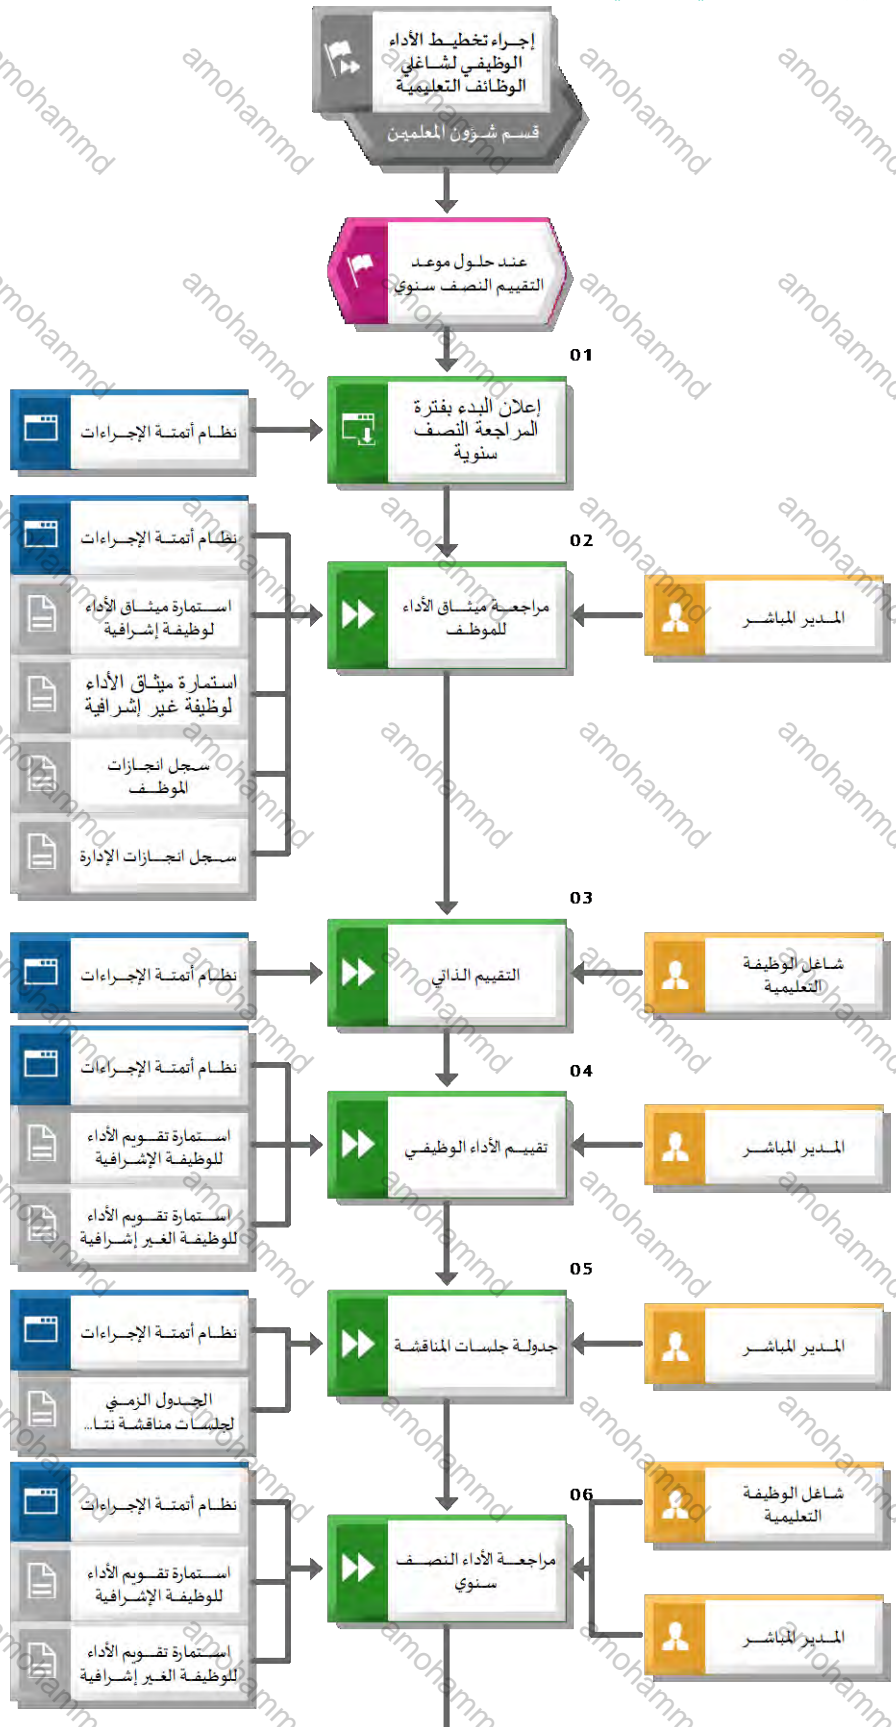 إجراء تخطيط الأداء
الوظيفي لشاغلي
الوظائف التعليمية
قسم شؤون المعلمين
عند حلول موعد
التقييم النصف سنوي
01
إعلان البدء بفترة
المراجعة النصف
سنوية
نظام أتمتة الإجراءات
02
مراجعة ميثاق الأداء
للموظف
المدير المباشر
نظام أتمتة الإجراءات
استمارة ميثاق الأداء
لوظيفة إشرافية
استمارة ميثاق الأداء
لوظيفة غير إشرافية
سجل انجازات
الموظف
سجل انجازات الإدارة
03
التقييم الذاتي
شاغل الوظيفة
التعليمية
نظام أتمتة الإجراءات
04
تقييم الأداء الوظيفي
المدير المباشر
نظام أتمتة الإجراءات
استمارة تقويم الأداء
للوظيفة الإشرافية
استمارة تقويم الأداء
للوظيفة الغير إشرافية
05
جدولة جلسات المناقشة
المدير المباشر
نظام أتمتة الإجراءات
الجدول الزمني
لجلسات مناقشة نتا...
06
مراجعة الأداء النصف
سنوي
شاغل الوظيفة
التعليمية
المدير المباشر
نظام أتمتة الإجراءات
استمارة تقويم الأداء
للوظيفة الإشرافية
استمارة تقويم الأداء
للوظيفة الغير إشرافية
amohammd